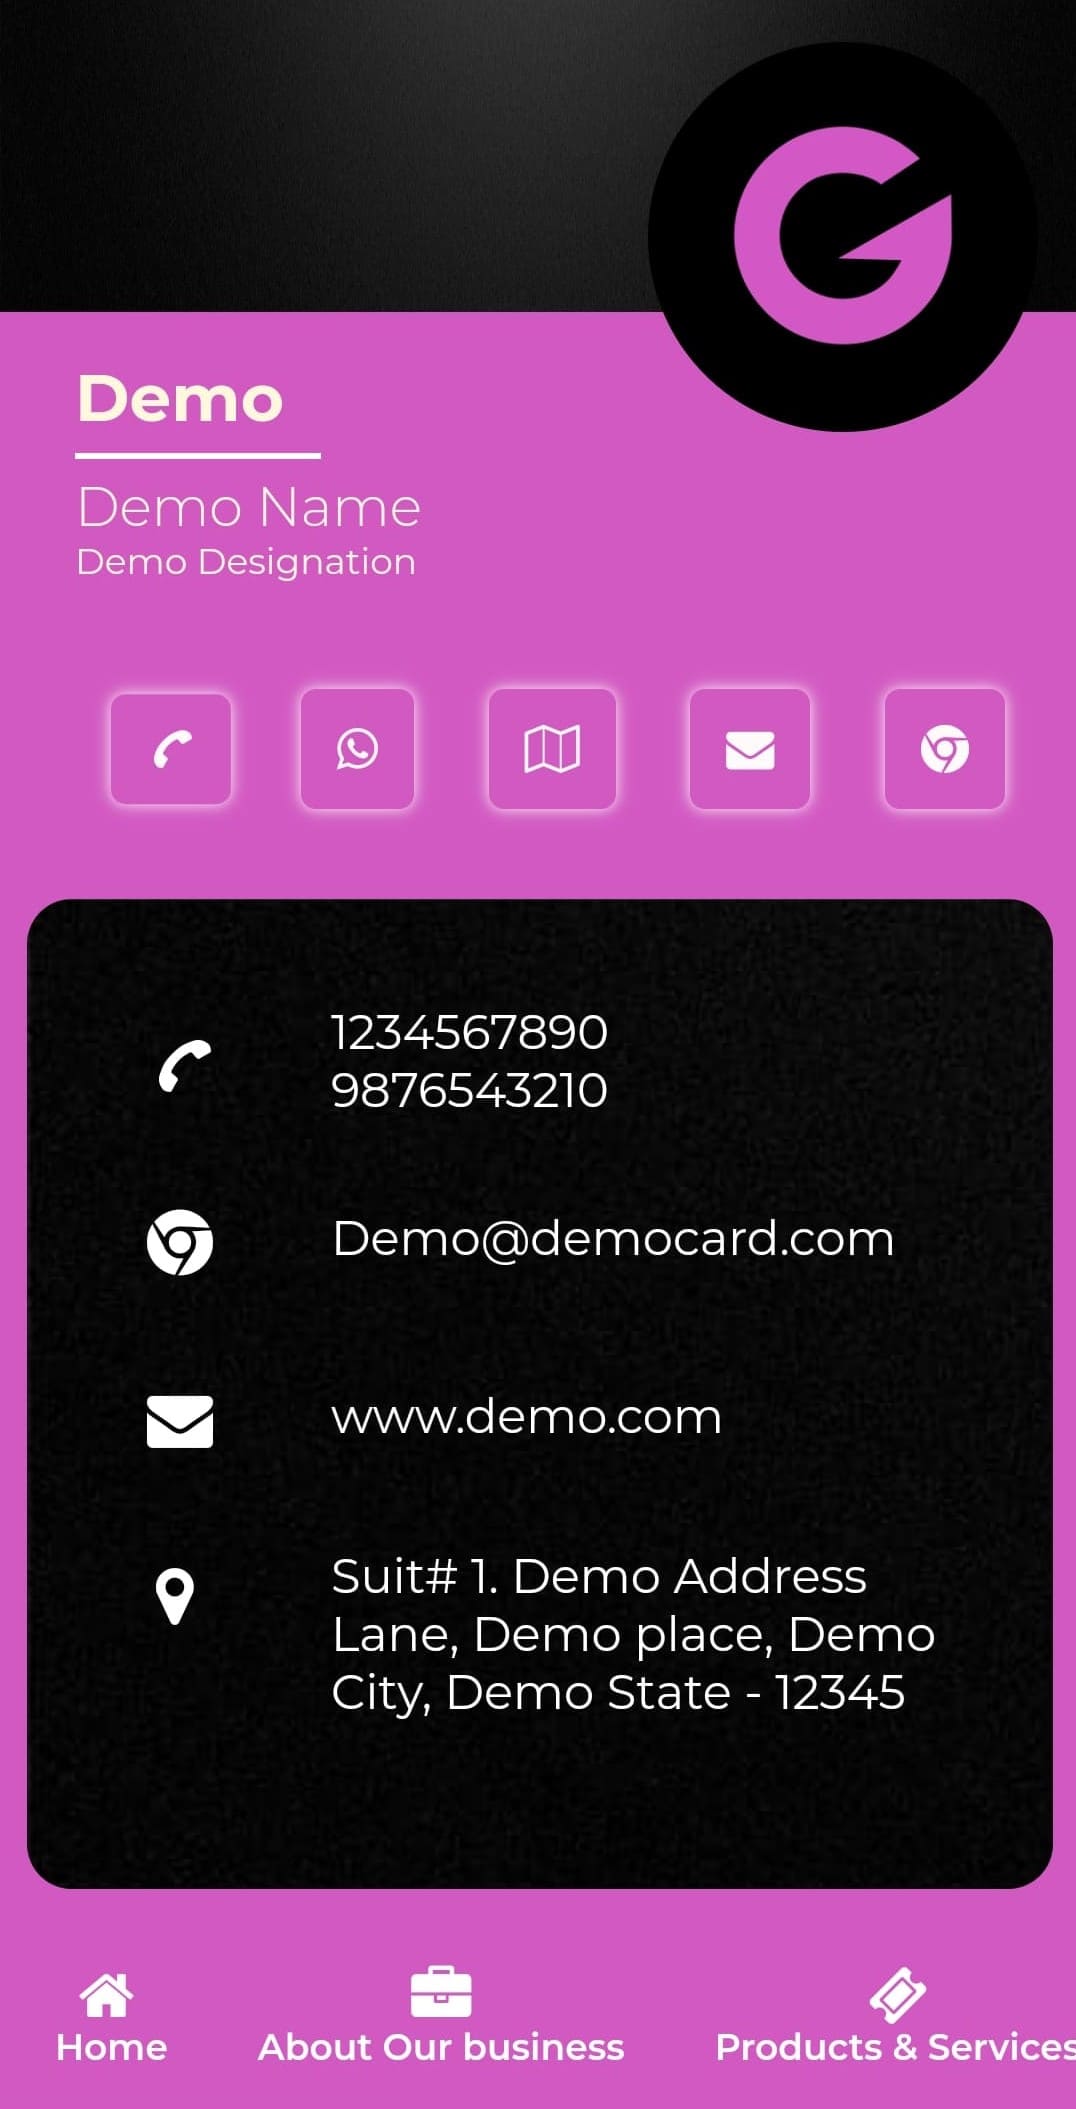 Demo
Demo Name
Demo Designation
1234567890
9876543210
Demo@democard.com
www.demo.com
Suit# 1. Demo Address
Lane, Demo place, Demo
City, Demo State - 12345
Home
About Our business
Products & Services